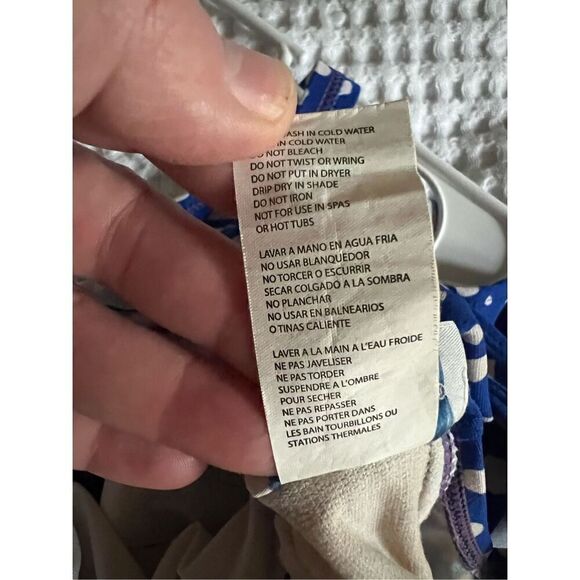 ASH IN COLD WATER
IN COLD WATER
DO NOT BLEACH
DO NOT TWIST OR WRING
DO NOT PUT IN DRYER
DRIP DRY IN SHADE
DO NOT IRON
NOT FOR USE IN SPAS
OR HOT TUBS
LAVAR A MANO EN AGUA FRIA
NO USAR BLANQUEDOR
NO TORCER O ESCURRIR
SECAR COLGADO A LA SOMBRA
NO PLANCHAR
NO USAR EN BALNEARIOS
O TINAS CALIENTE
LAVER A LA MAIN A L'EAU FROIDE
NE PAS JAVELISER
NE PAS TORDER
SUSPENDRE A L'OMBRE
POUR SECHER
NE PAS REPASSER
NE PAS PORTER DANS
LES BAIN TOURBILLONS OU
STATIONS THERMALES